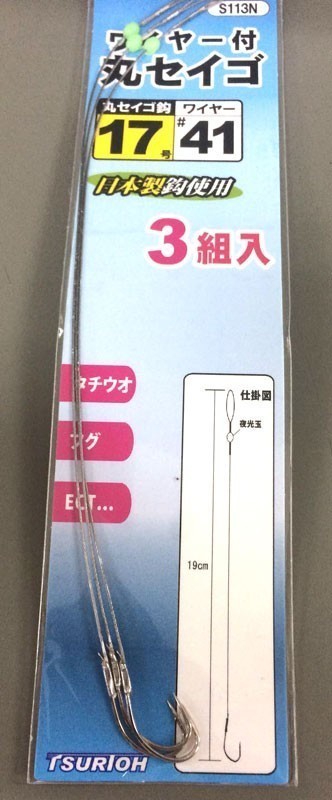 S113N
ワイヤー付
丸セイゴ
丸セイゴ鈎 ワイヤー
17号 #41
日本製鈎使用
3組入
タチウオ
フグ
ECT...
仕掛図
夜光玉
19cm
TSURIOH